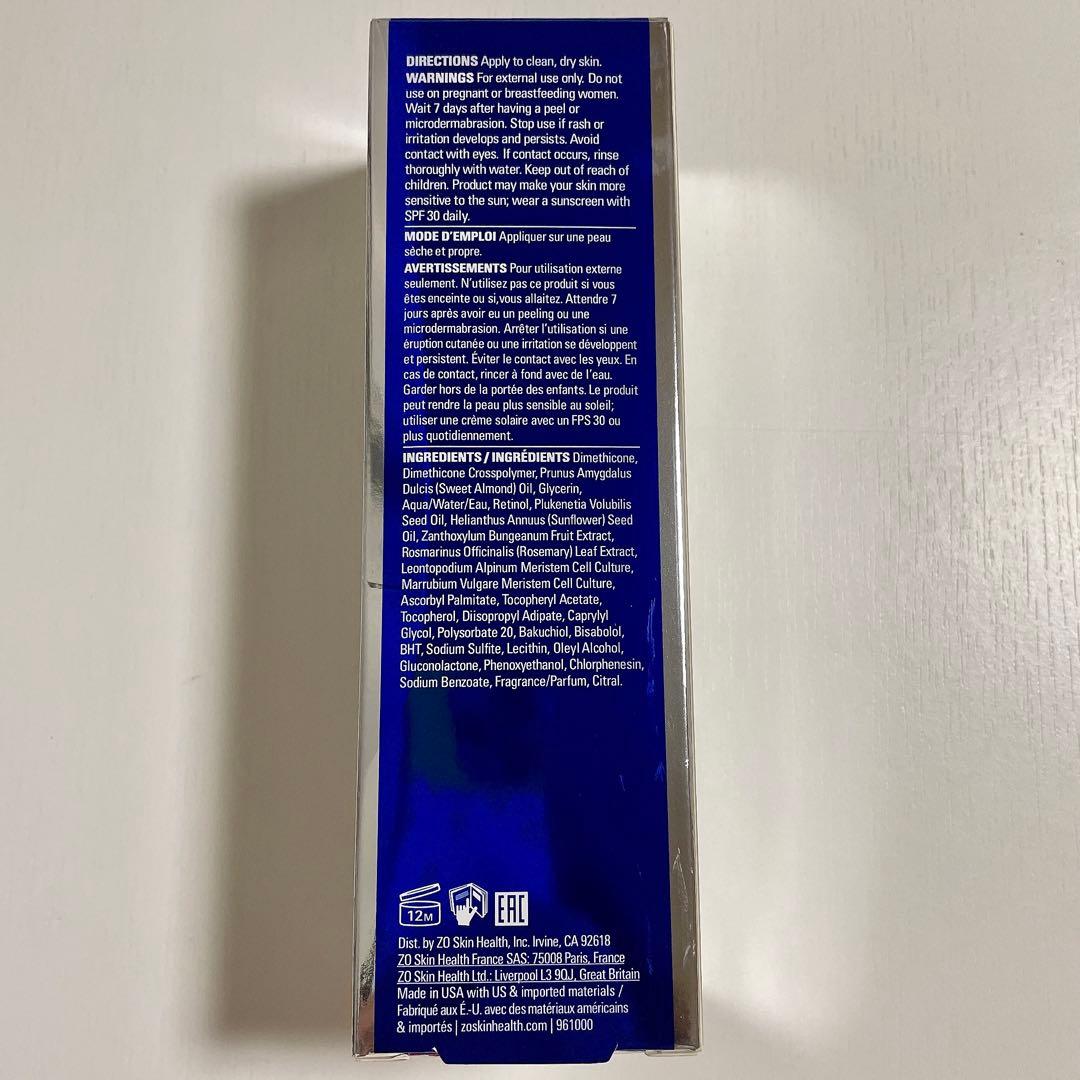 DIRECTIONS Apply to clean, dry skin.
WARNINGS For external use only. Do not
use on pregnant or breastfeeding women.
Wait 7 days after having a peel or
microdermabrasion. Stop use if rash or
irritation develops and persists. Avoid
contact with eyes. If contact occurs, rinse
thoroughly with water. Keep out of reach of
children. Product may make your skin more
sensitive to the sun; wear a sunscreen with
SPF 30 daily.
MODE D'EMPLOI Appliquer sur une peau
sèche et propre.
AVERTISSEMENTS Pour utilisation externe
seulement. N'utilisez pas ce produit si vous
êtes enceinte ou si,vous allaitez. Attendre 7
jours après avoir eu un peeling ou une
microdermabrasion. Arrêter l'utilisation si une
éruption cutanée ou une irritation se développent
et persistent. Éviter le contact avec les yeux. En
cas de contact, rincer à fond avec de l'eau.
Garder hors de la portée des enfants. Le produit
peut rendre la peau plus sensible au soleil;
utiliser une crème solaire avec un FPS 30 ou
plus quotidiennement.
INGREDIENTS / INGRÉDIENTS Dimethicone,
Dimethicone Crosspolymer, Prunus Amygdalus
Dulcis (Sweet Almond) Oil, Glycerin,
Aqua/Water/Eau, Retinol, Plukenetia Volubilis
Seed Oil, Helianthus Annuus (Sunflower) Seed
Oil, Zanthoxylum Bungeanum Fruit Extract,
Rosmarinus Officinalis (Rosemary) Leaf Extract,
Leontopodium Alpinum Meristem Cell Culture,
Marrubium Vulgare Meristem Cell Culture,
Ascorbyl Palmitate, Tocopheryl Acetate,
Tocopherol, Diisopropyl Adipate, Caprylyl
Glycol, Polysorbate 20, Bakuchiol, Bisabolol,
BHT, Sodium Sulfite, Lecithin, Oleyl Alcohol,
Gluconolactone, Phenoxyethanol, Chlorphenesin,
Sodium Benzoate, Fragrance/Parfum, Citral.
12M EAC
Dist. by ZO Skin Health, Inc. Irvine, CA 92618
ZO Skin Health France SAS: 75008 Paris, France
ZO Skin Health Ltd.: Liverpool L3 9QJ, Great Britain
Made in USA with US & imported materials /
Fabriqué aux É.-U. avec des matériaux américains
& importés | zoskinhealth.com | 961000